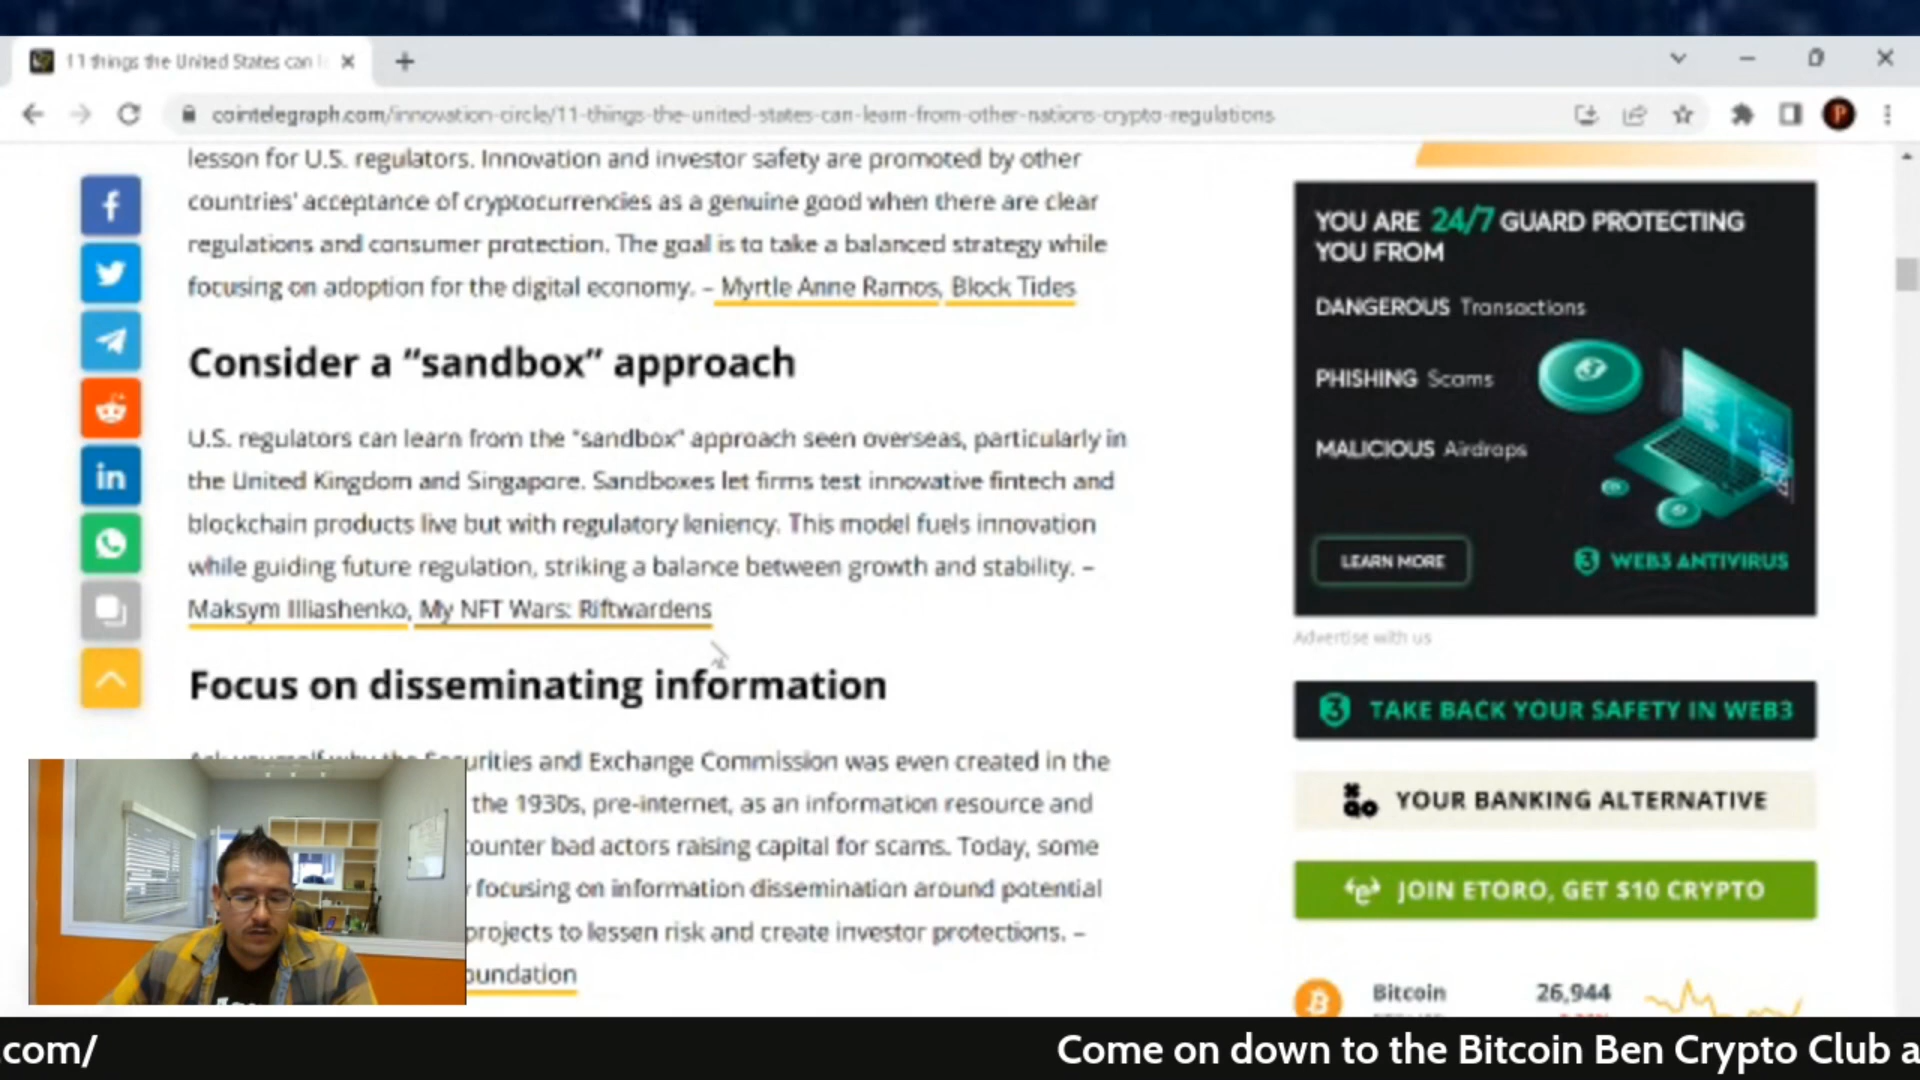 11 things the United States can l
cointelegraph.com/innovation-circle/11-things-the-united-states-can-learn-from-other-nations-crypto-regulations
P
lesson for U.S. regulators. Innovation and investor safety are promoted by other
countries' acceptance of cryptocurrencies as a genuine good when there are clear
regulations and consumer protection. The goal is to take a balanced strategy while
focusing on adoption for the digital economy. – Myrtle Anne Ramos, Block Tides
Consider a “sandbox” approach
U.S. regulators can learn from the "sandbox" approach seen overseas, particularly in
the United Kingdom and Singapore. Sandboxes let firms test innovative fintech and
blockchain products live but with regulatory leniency. This model fuels innovation
while guiding future regulation, striking a balance between growth and stability. –
Maksym Illiashenko, My NFT Wars: Riftwardens
Focus on disseminating information
Ask yourself why the Securities and Exchange Commission was even created in the
the 1930s, pre-internet, as an information resource and
ounter bad actors raising capital for scams. Today, some
focusing on information dissemination around potential
projects to lessen risk and create investor protections. –
oundation
YOU ARE 24/7 GUARD PROTECTING
YOU FROM
DANGEROUS Transactions
PHISHING Scams
MALICIOUS Airdrops
LEARN MORE
WEB3 ANTIVIRUS
Advertise with us
TAKE BACK YOUR SAFETY IN WEB3
YOUR BANKING ALTERNATIVE
JOIN ETORO, GET $10 CRYPTO
Bitcoin 26,944
.com/
Come on down to the Bitcoin Ben Crypto Club a